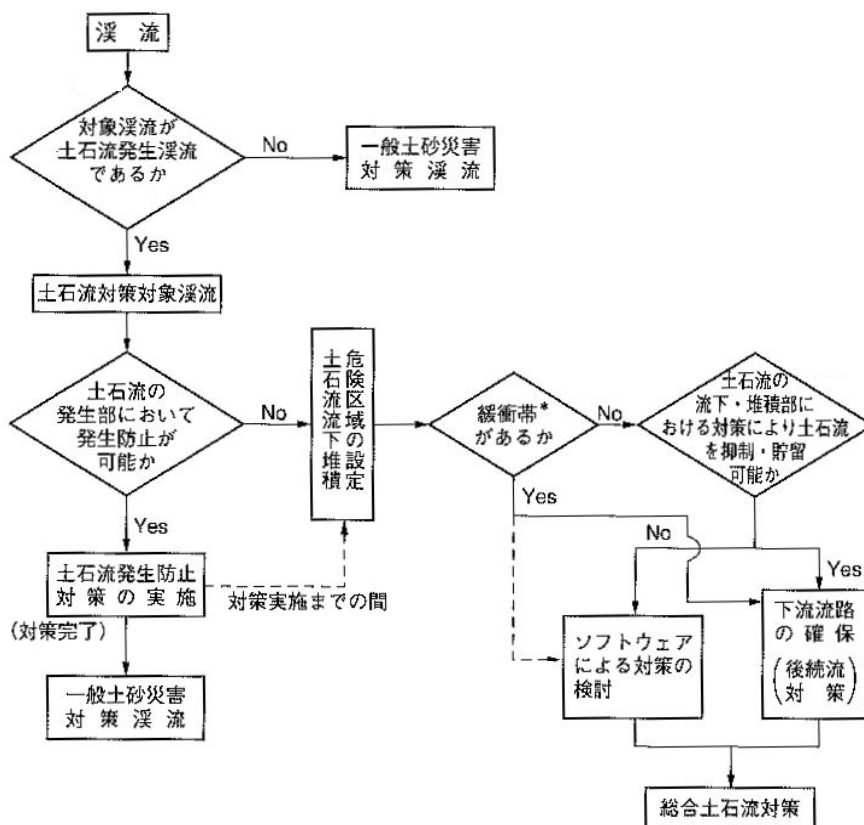 渓流
対象渓流が
土石流発生渓流
であるか
No
一般土砂災害
対策渓流
Yes
土石流対策対象渓流
土石流の
発生部において
発生防止が
可能か
No
土石流流下堆積
危険区域の設定
緩衝帯*
があるか
No
土石流の
流下・堆積部に
おける対策により土石流
を抑制・貯留
可能か
Yes
土石流発生防止
対策の実施
対策実施までの間
(対策完了)
一般土砂災害
対策渓流
Yes
No
Yes
ソフトウェア
による対策の
検討
下流流路
の確保
(後続流
対策)
総合土石流対策